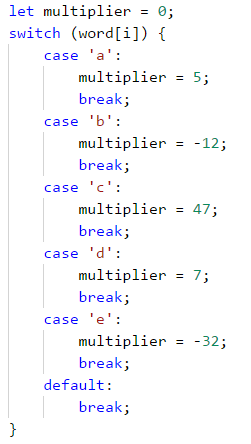 let multiplier = 0;
switch (word[i]) {
    case 'a':
        multiplier = 5;
        break;
    case 'b':
        multiplier = -12;
        break;
    case 'c':
        multiplier = 47;
        break;
    case 'd':
        multiplier = 7;
        break;
    case 'e':
        multiplier = -32;
        break;
    default:
        break;
}